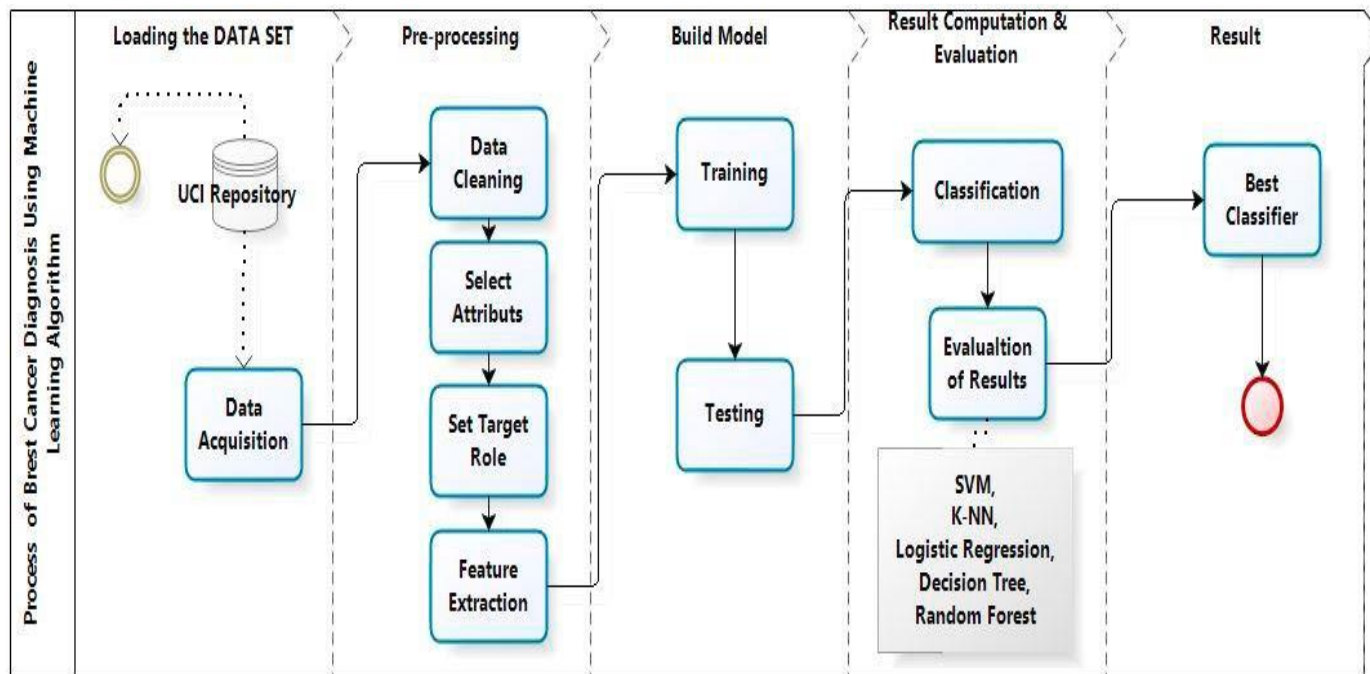 Process of Brest Cancer Diagnosis Using Machine
Learning Algorithm
Loading the DATA SET
Pre-processing
Build Model
Result Computation &
Evaluation
Result
UCI Repository
Data
Acquisition
Data
Cleaning
Select
Attributs
Set Target
Role
Feature
Extraction
Training
Testing
Classification
Evaualtion
of Results
SVM,
K-NN,
Logistic Regression,
Decision Tree,
Random Forest
Best
Classifier